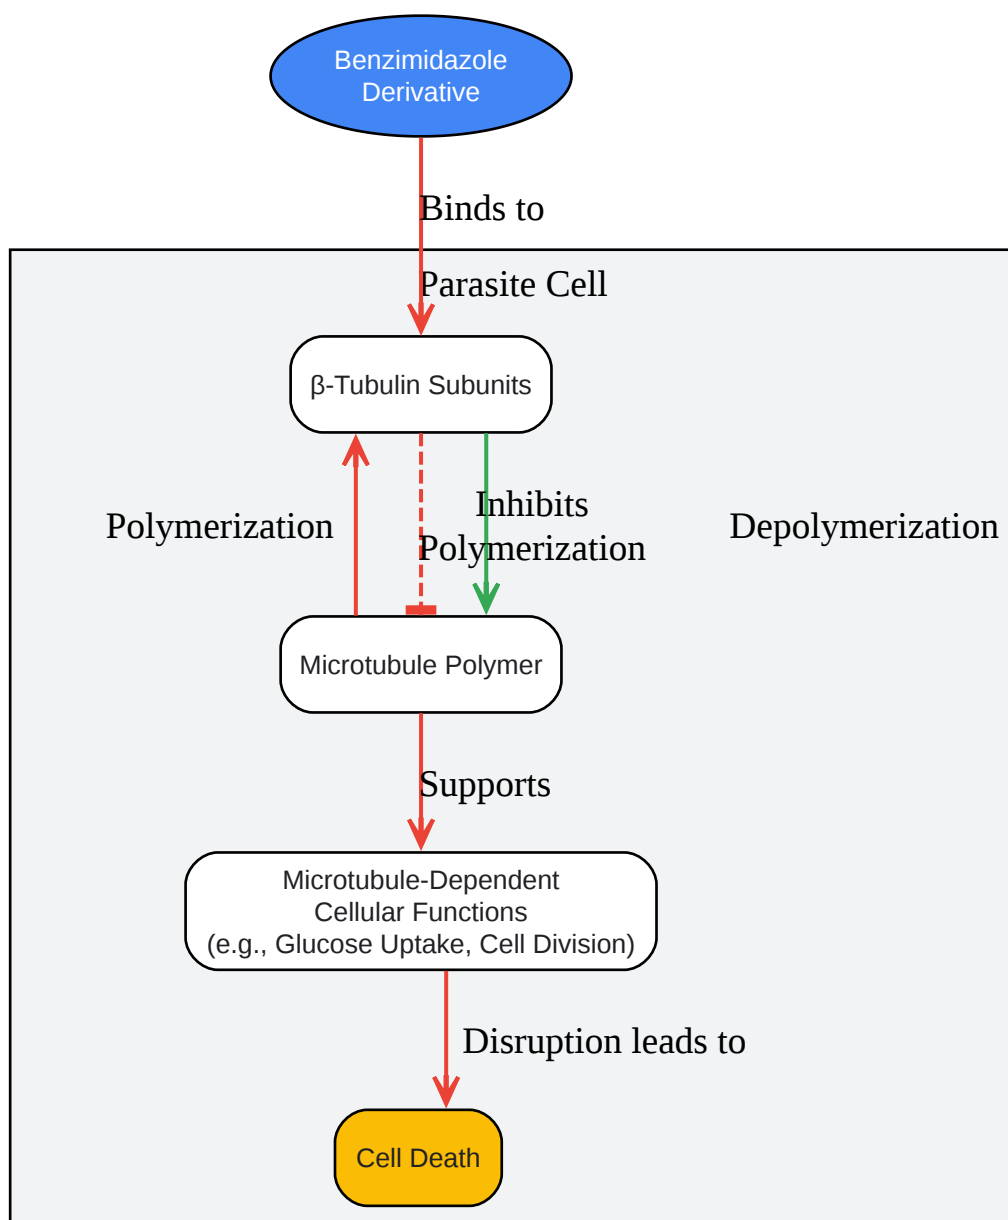 Benzimidazole
Derivative
Binds to
Parasite Cell
β-Tubulin Subunits
Polymerization
Inhibits
Polymerization
Depolymerization
Microtubule Polymer
Supports
Microtubule-Dependent
Cellular Functions
(e.g., Glucose Uptake, Cell Division)
Disruption leads to
Cell Death